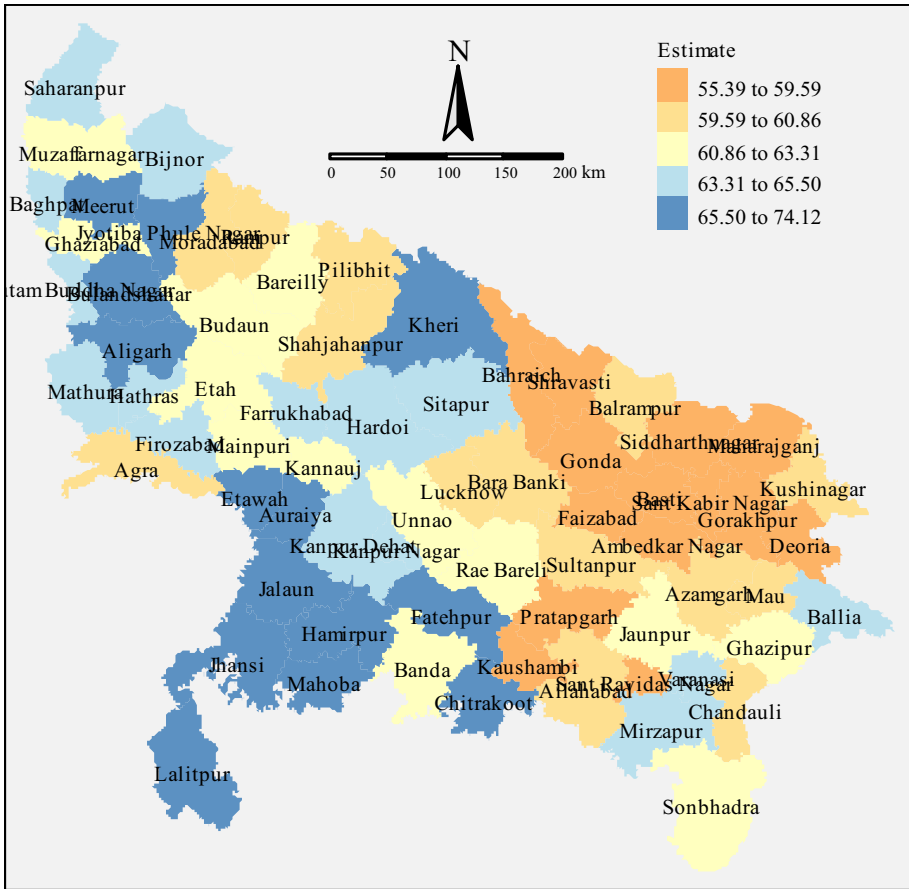 N
Estimate
55.39 to 59.59
59.59 to 60.86
60.86 to 63.31
63.31 to 65.50
65.50 to 74.12
0 50 100 150 200 km
Saharanpur
Muzaffarnagar
Bijnor
Baghpat
Meerut
Jyotiba Phule Nagar
Ghaziabad
Moradabad
Rampur
Pilibhit
Bareilly
utam Buddha Nagar
Bulandshahar
Budaun
Kheri
Shahjahanpur
Aligarh
Bahraich
Shravasti
Mathura
Hathras
Etah
Farrukhabad
Sitapur
Balrampur
Hardoi
Firozabad
Mainpuri
Siddharthnagar
Maharajganj
Agra
Kannauj
Gonda
Bara Banki
Lucknow
Kushinagar
Etawah
Basti
Sant Kabir Nagar
Auraiya
Unnao
Faizabad
Gorakhpur
Kanpur Dehat
Kanpur Nagar
Ambedkar Nagar
Deoria
Rae Bareli
Sultanpur
Jalaun
Azamgarh
Mau
Fatehpur
Pratapgarh
Ballia
Hamirpur
Jaunpur
Ghazipur
Jhansi
Banda
Kaushambi
Varanasi
Mahoba
Sant Ravidas Nagar
Allahabad
Chitrakoot
Chandauli
Mirzapur
Lalitpur
Sonbhadra